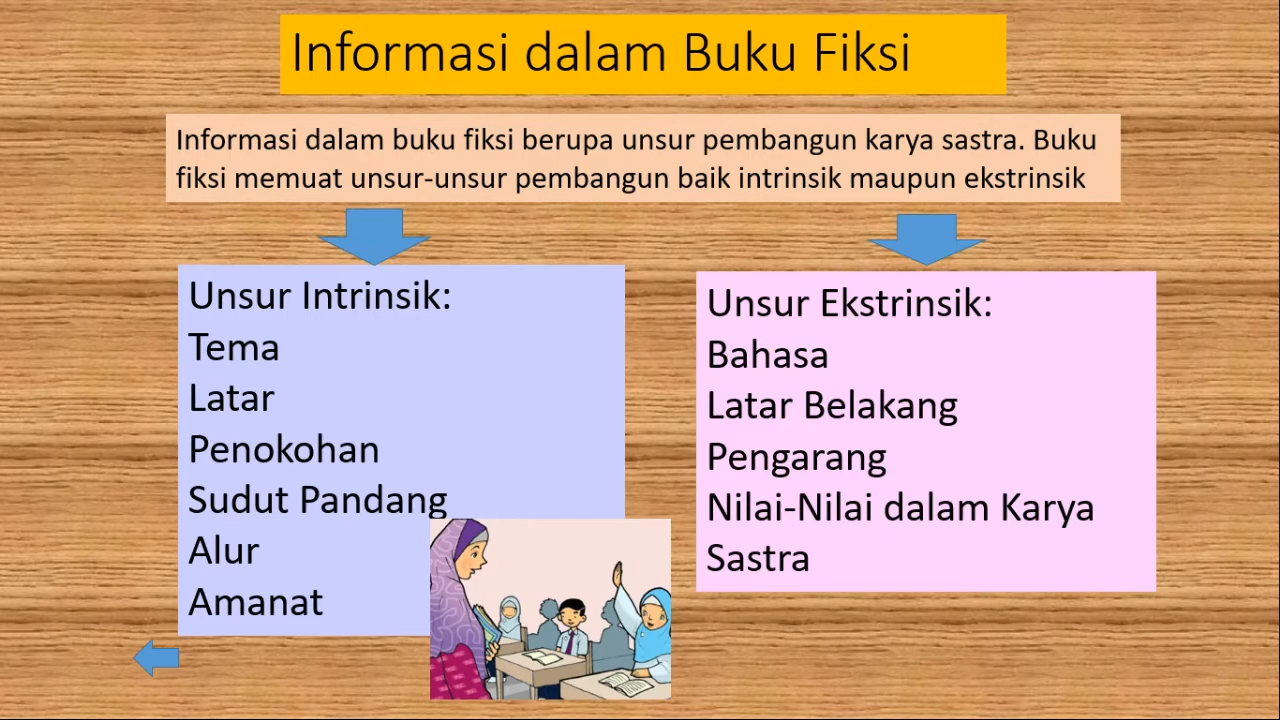 Informasi dalam Buku Fiksi
Informasi dalam buku fiksi berupa unsur pembangun karya sastra. Buku
fiksi memuat unsur-unsur pembangun baik intrinsik maupun ekstrinsik
Unsur Intrinsik:
Tema
Latar
Penokohan
Sudut Pandang
Alur
Amanat
Unsur Ekstrinsik:
Bahasa
Latar Belakang
Pengarang
Nilai-Nilai dalam Karya
Sastra